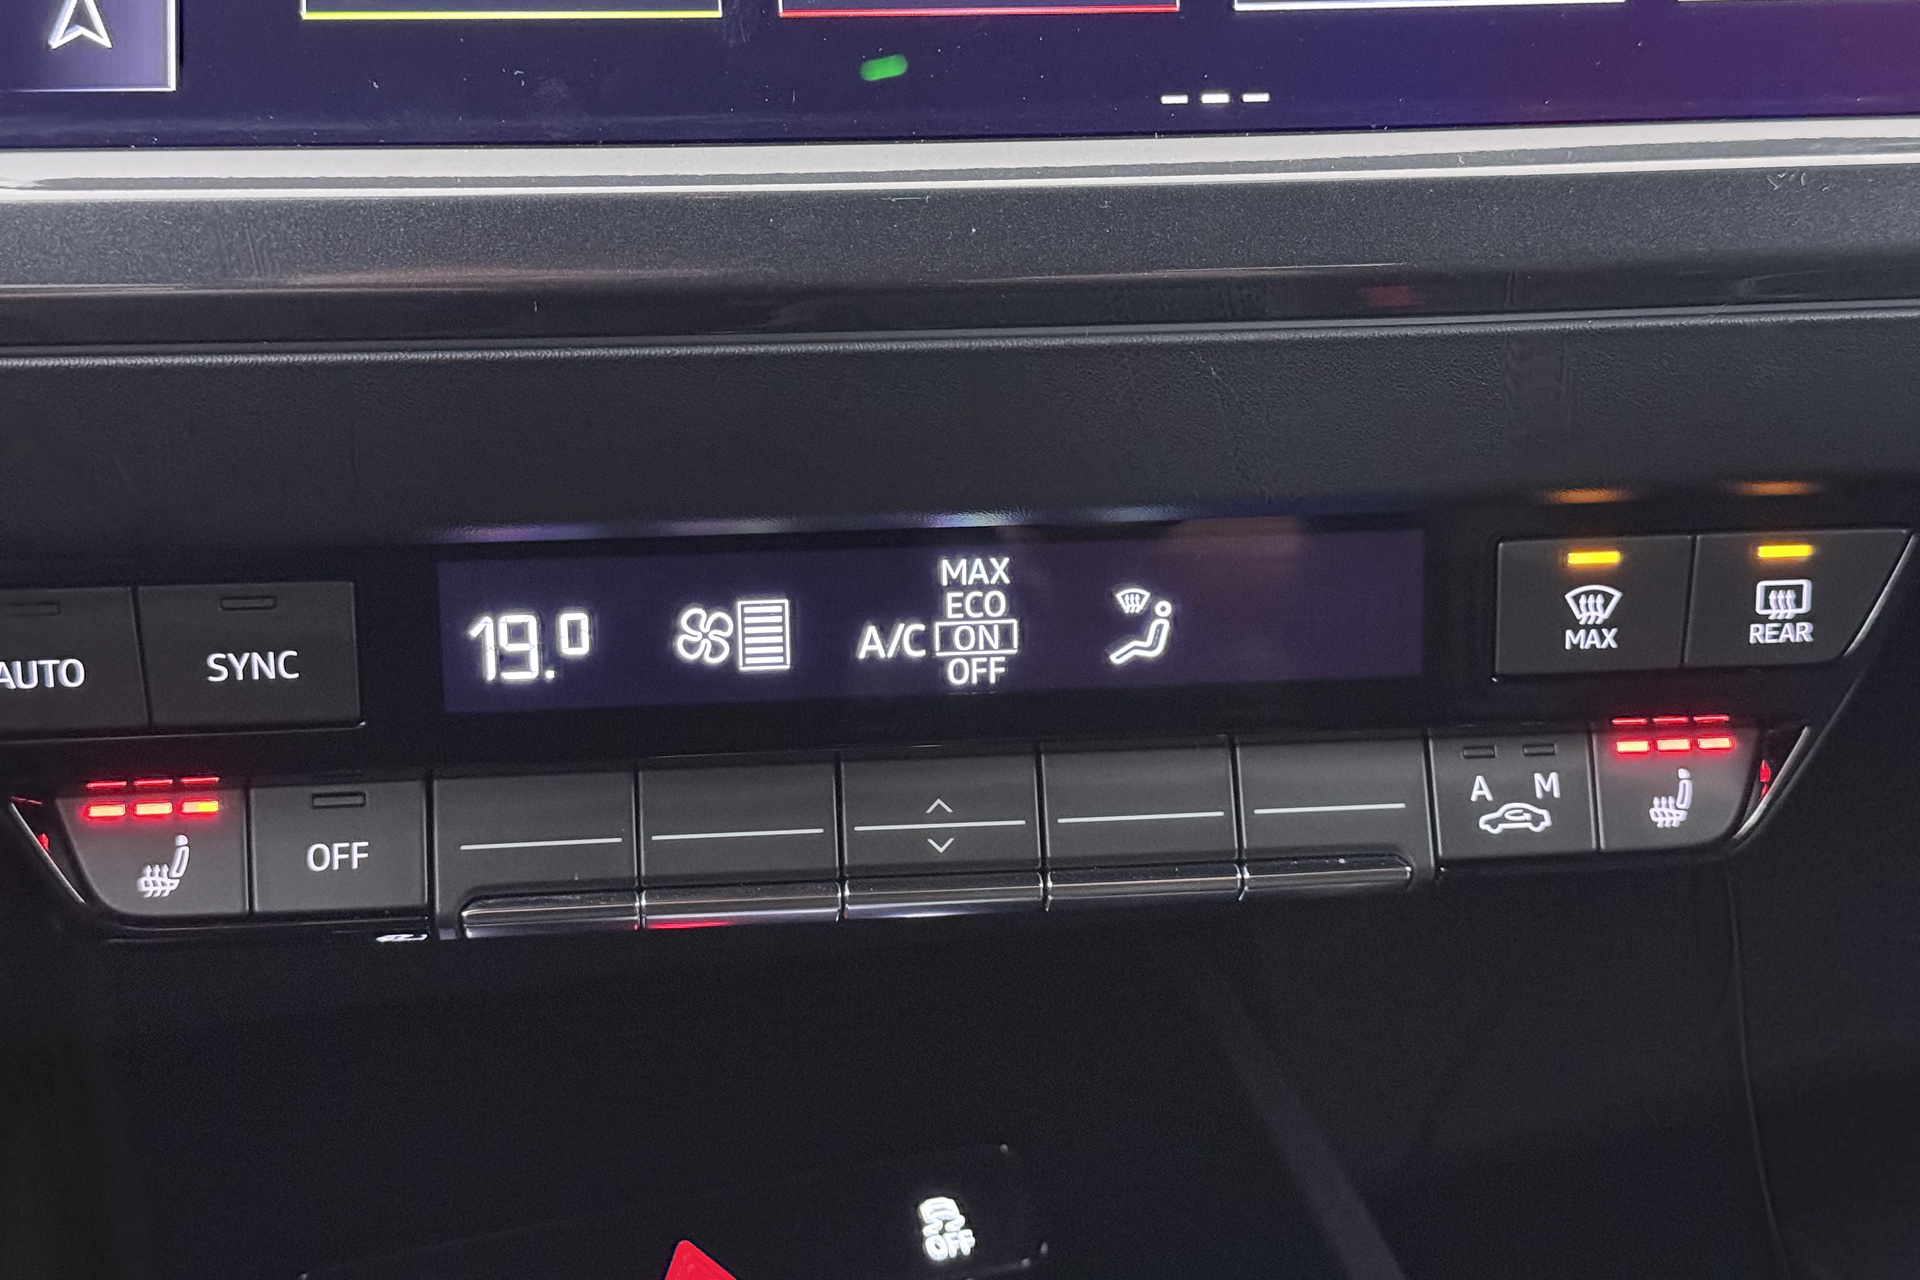 MAX
ECO
19.0
A/C
ON
OFF
MAX
REAR
AUTO
SYNC
OFF
A M
OFF